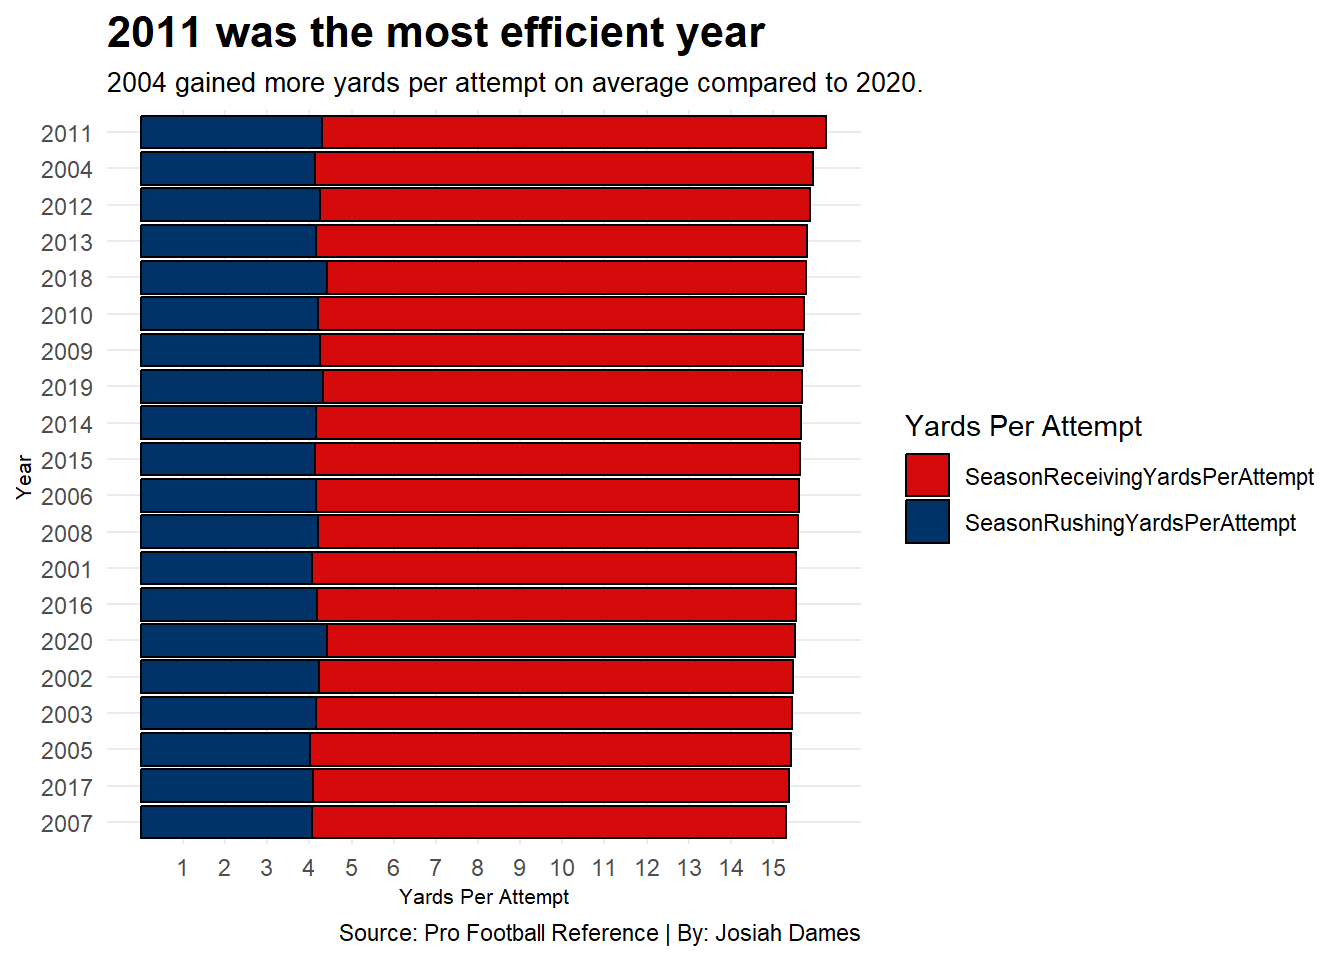 2011 was the most efficient year
2004 gained more yards per attempt on average compared to 2020.
2011
2004
2012
2013
2018
2010
2009
2019
2014
2015
2006
2008
2001
2016
2020
2002
2003
2005
2017
2007
Year
1 2 3 4 5 6 7 8 9 10 11 12 13 14 15
Yards Per Attempt
Yards Per Attempt
SeasonReceivingYardsPerAttempt
SeasonRushingYardsPerAttempt
Source: Pro Football Reference | By: Josiah Dames